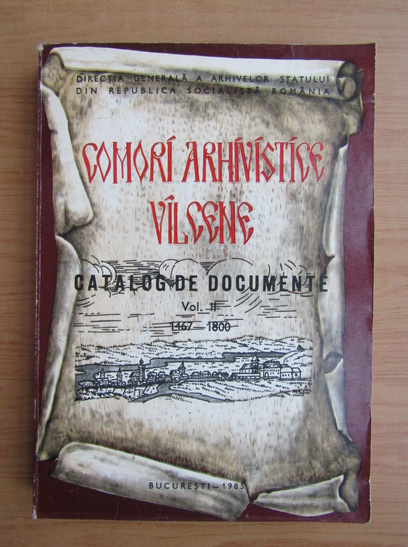 DIRECȚIA GENERALĂ A ARHIVELOR STATULUI
DIN REPUBLICA SOCIALISTĂ ROMÂNIA
COMORI ARHIVISTICE
VÎLCENE
CATALOG DE DOCUMENTE
Vol. II
1467—1800
BUCUREȘTI—1985